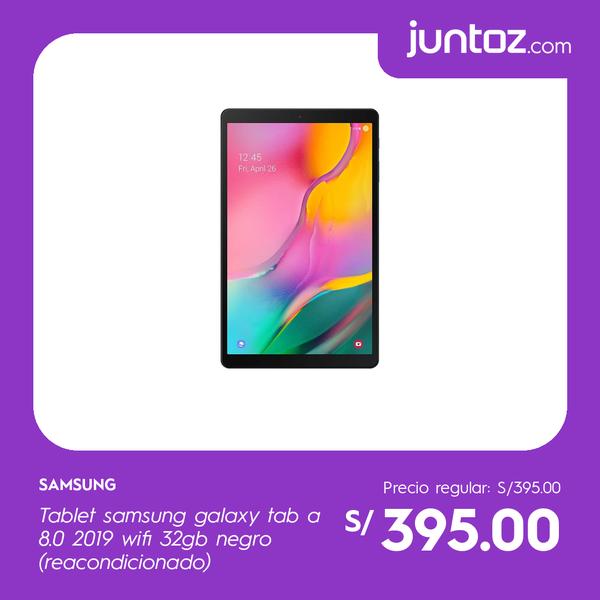 juntoz.com
12:45
Fri, April 26
SAMSUNG
Tablet samsung galaxy tab a
8.0 2019 wifi 32gb negro
(reacondicionado)
Precio regular: S/395.00
S/ 395.00